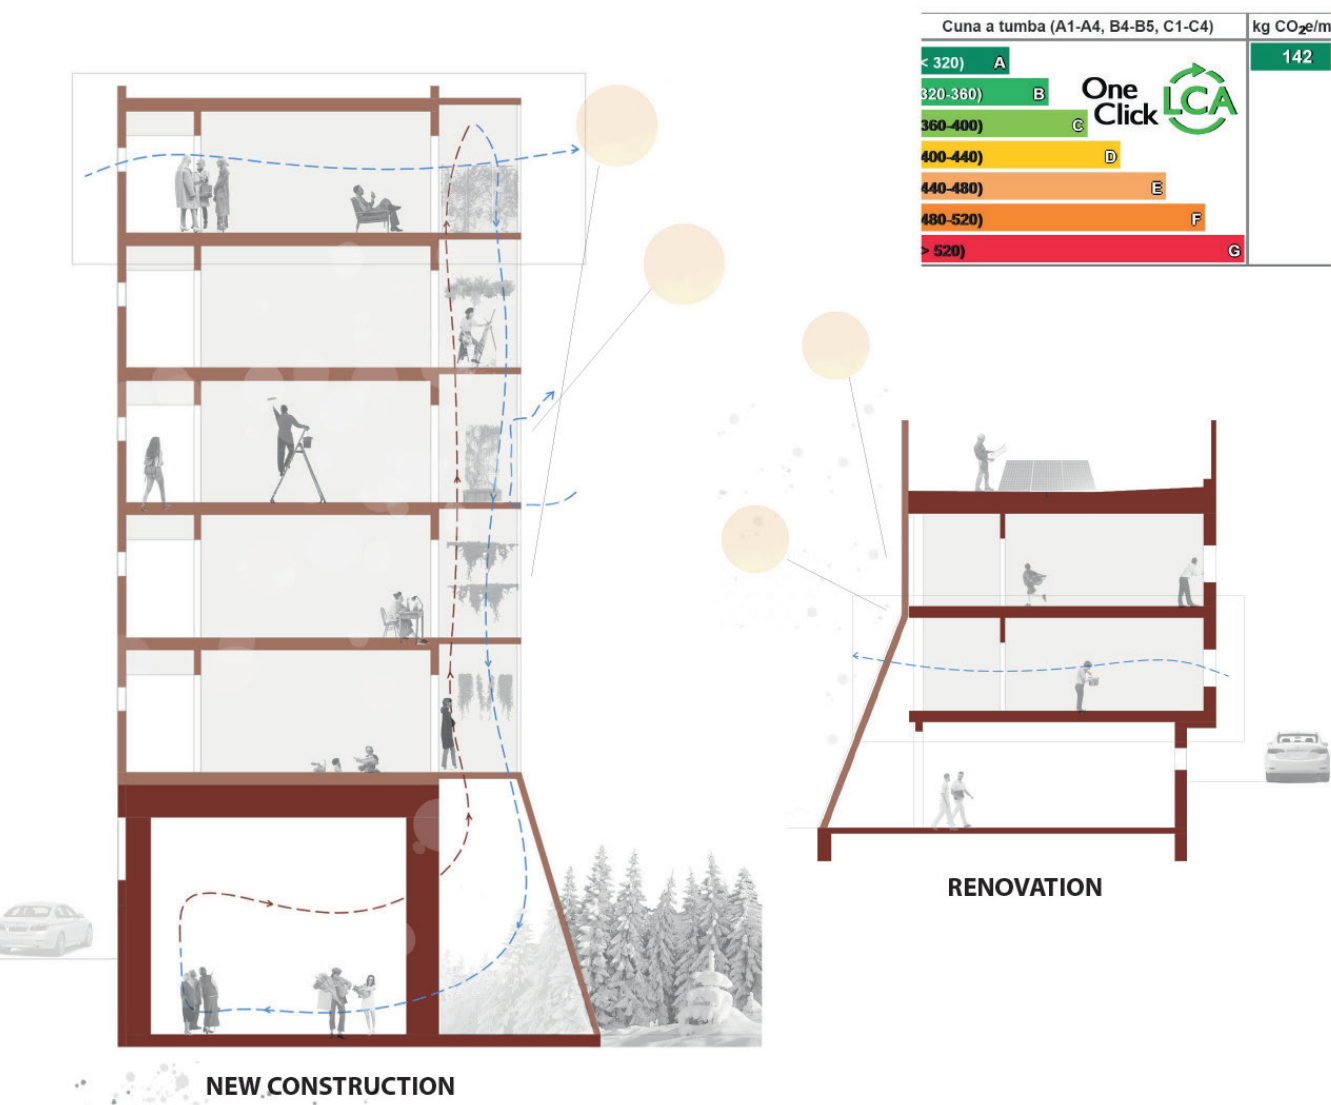 Cuna a tumba (A1-A4, B4-B5, C1-C4) kg CO₂e/m
< 320) A 142
320-360) B
360-400) C
400-440) D
440-480) E
480-520) F
> 520) G
One
Click LCA
RENOVATION
NEW CONSTRUCTION